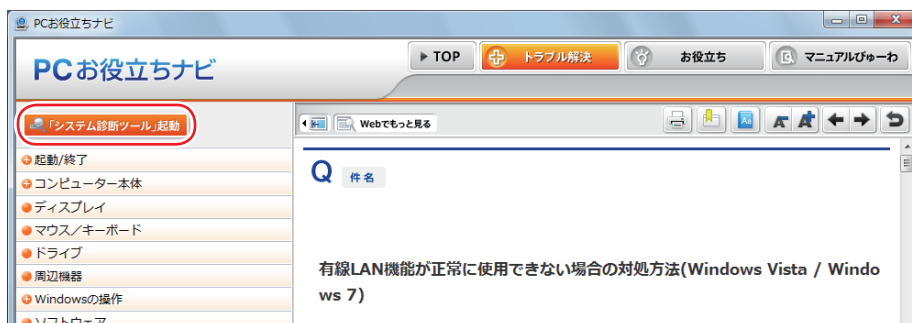 PCお役立ちナビ
PCお役立ちナビ
TOP
トラブル解決
お役立ち
マニュアルびゅーわ
「システム診断ツール」起動
Webでもっと見る
起動/終了
コンピューター本体
ディスプレイ
マウス/キーボード
ドライブ
周辺機器
Windowsの操作
ソフトウェア
Q 件名
有線LAN機能が正常に使用できない場合の対処方法(Windows Vista / Windo
ws 7)